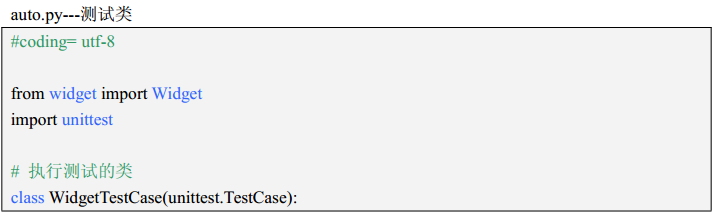 auto.py---测试类
#coding= utf-8
from widget import Widget
import unittest
# 执行测试的类
class WidgetTestCase(unittest.TestCase):